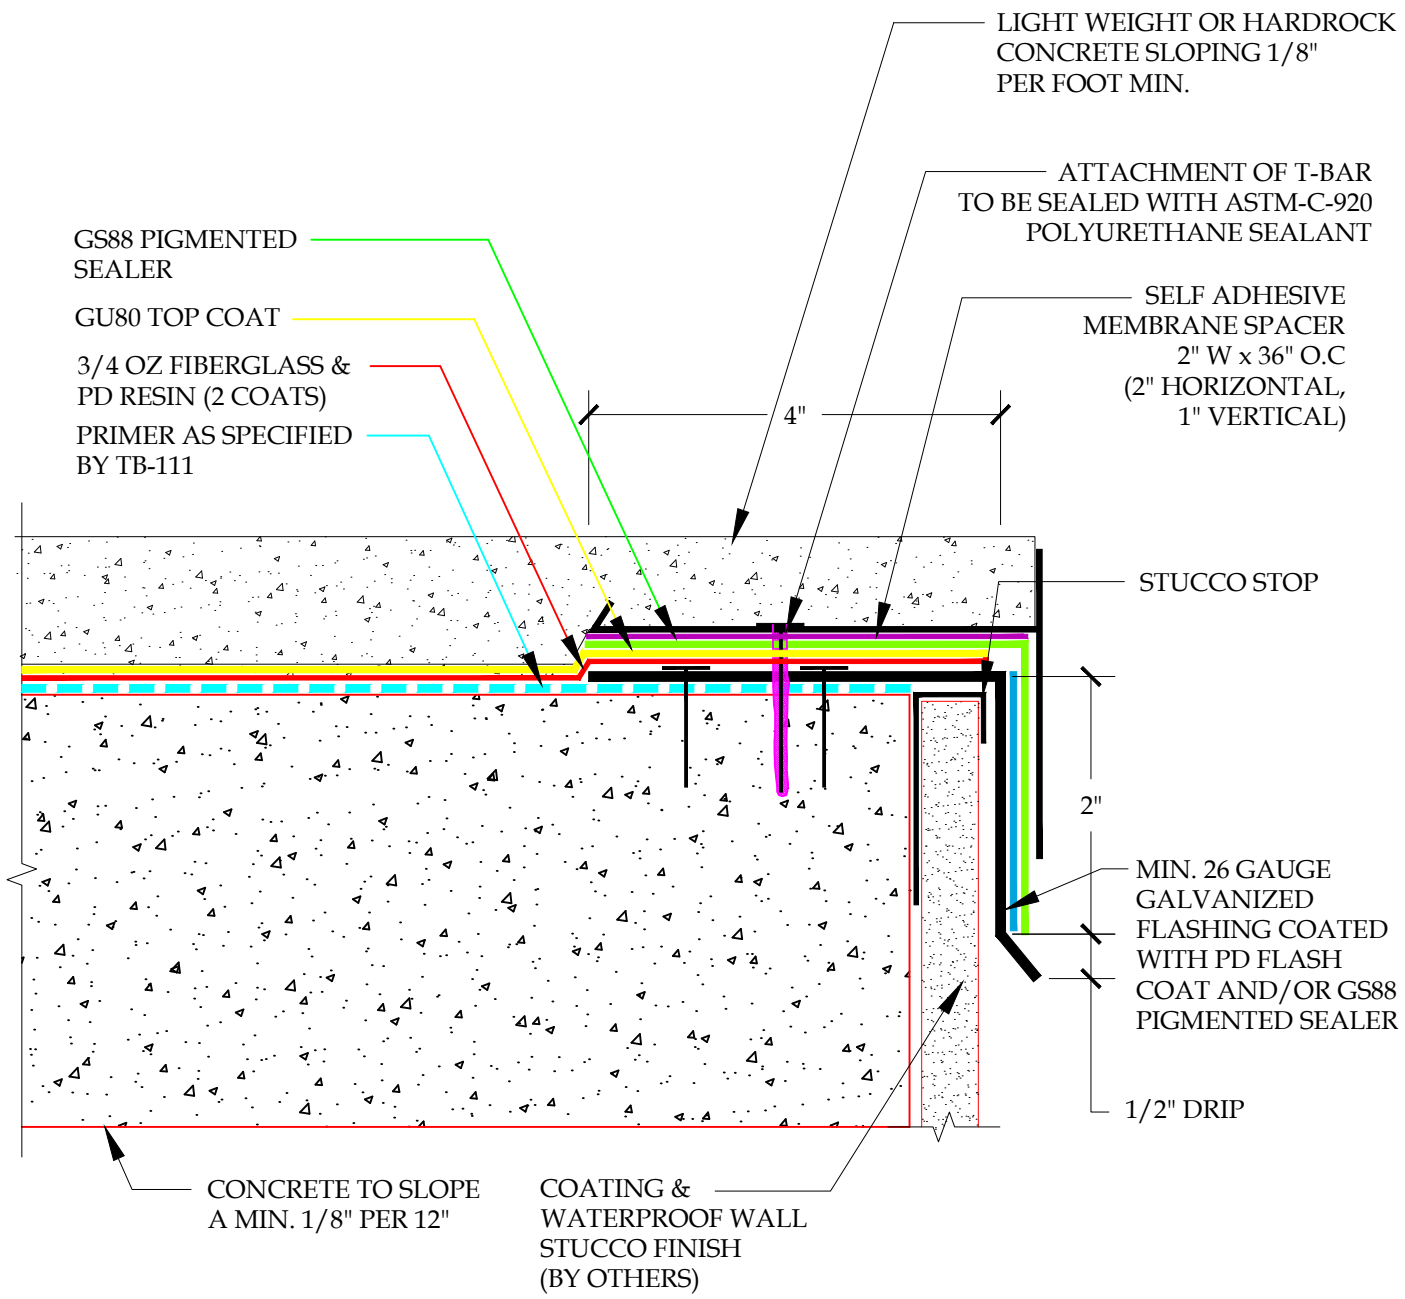 LIGHT WEIGHT OR HARDROCK
CONCRETE SLOPING 1/8"
PER FOOT MIN.
ATTACHMENT OF T-BAR
TO BE SEALED WITH ASTM-C-920
POLYURETHANE SEALANT
GS88 PIGMENTED
SEALER
SELF ADHESIVE
MEMBRANE SPACER
2" W x 36" O.C
(2" HORIZONTAL,
1" VERTICAL)
GU80 TOP COAT
3/4 OZ FIBERGLASS &
PD RESIN (2 COATS)
4"
PRIMER AS SPECIFIED
BY TB-111
STUCCO STOP
2"
MIN. 26 GAUGE
GALVANIZED
FLASHING COATED
WITH PD FLASH
COAT AND/OR GS88
PIGMENTED SEALER
1/2" DRIP
CONCRETE TO SLOPE
A MIN. 1/8" PER 12"
COATING &
WATERPROOF WALL
STUCCO FINISH
(BY OTHERS)